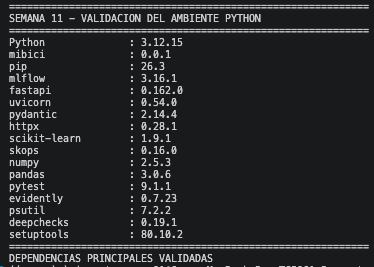 ==========================================================
SEMANA 11 - VALIDACION DEL AMBIENTE PYTHON
==========================================================
Python : 3.12.15
mibici : 0.0.1
pip : 26.3
mlflow : 3.16.1
fastapi : 0.162.0
uvicorn : 0.54.0
pydantic : 2.14.4
httpx : 0.28.1
scikit-learn : 1.9.1
skops : 0.16.0
numpy : 2.5.3
pandas : 3.0.6
pytest : 9.1.1
evidently : 0.7.23
psutil : 7.2.2
deepchecks : 0.19.1
setuptools : 80.10.2
==========================================================
DEPENDENCIAS PRINCIPALES VALIDADAS